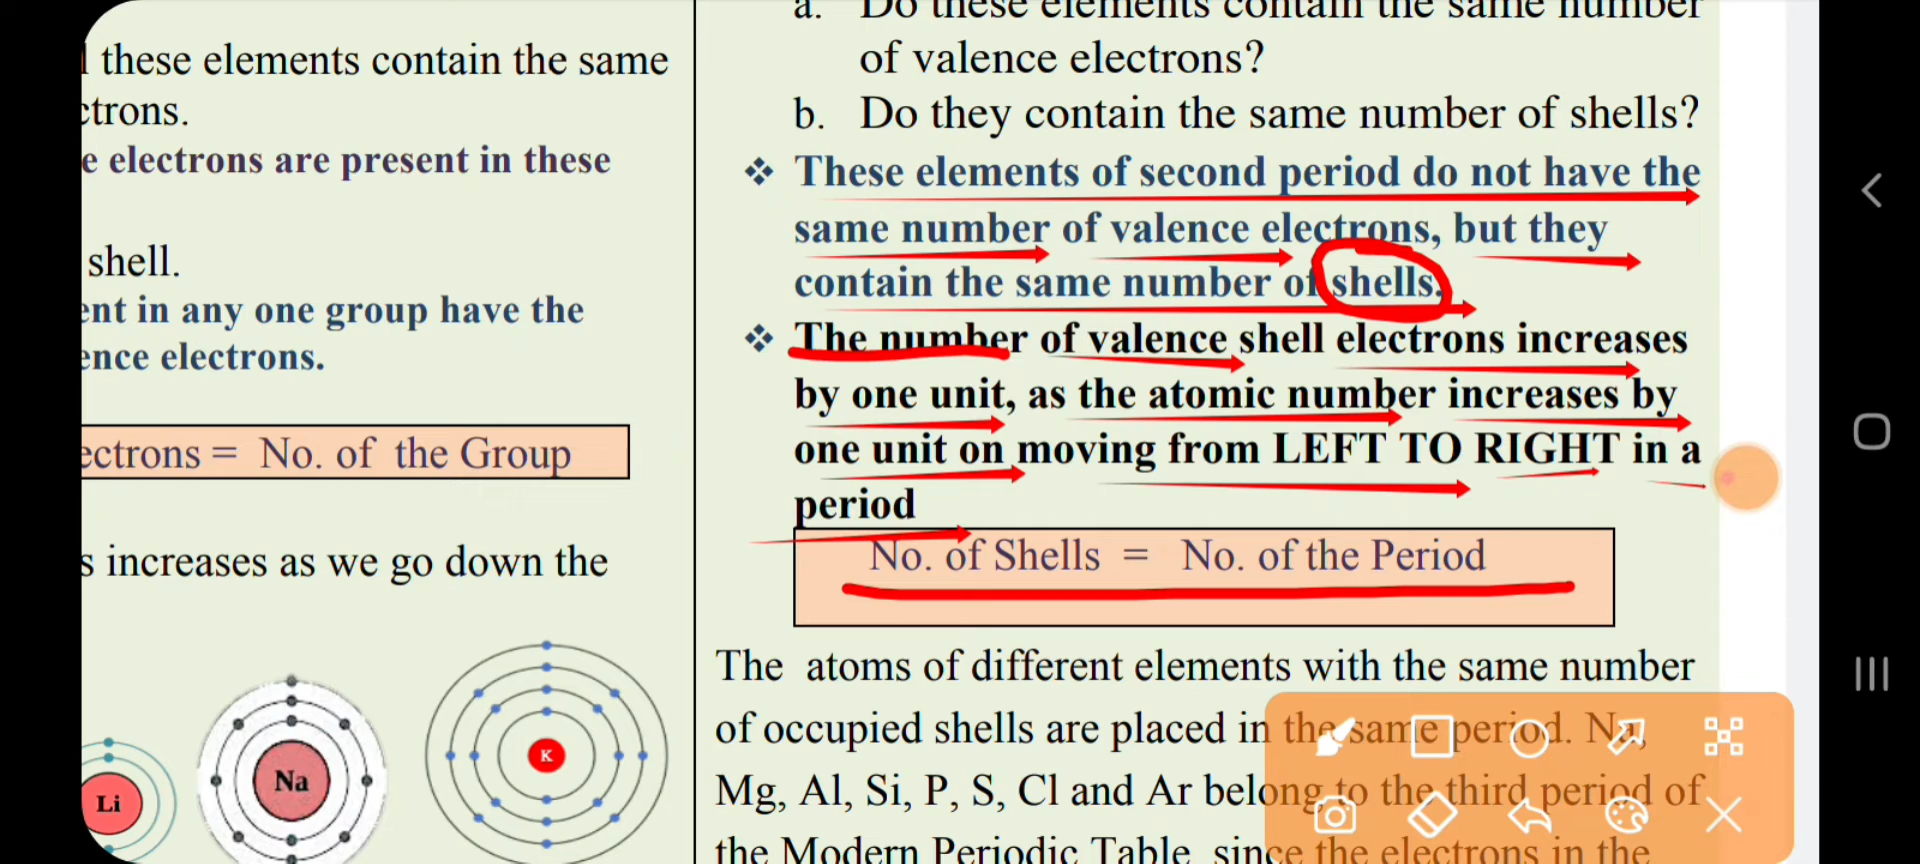 these elements contain the same
ctrons.
e electrons are present in these
shell.
ent in any one group have the
ence electrons.
ectrons = No. of the Group
s increases as we go down the
Li
Na
K
a. Do these elements contain the same number
of valence electrons?
b. Do they contain the same number of shells?
❖ These elements of second period do not have the
same number of valence electrons, but they
contain the same number of shells.
❖ The number of valence shell electrons increases
by one unit, as the atomic number increases by
one unit on moving from LEFT TO RIGHT in a
period
No. of Shells = No. of the Period
The atoms of different elements with the same number
of occupied shells are placed in the same period. Na,
Mg, Al, Si, P, S, Cl and Ar belong to the third period of
the Modern Periodic Table, since the electrons in the